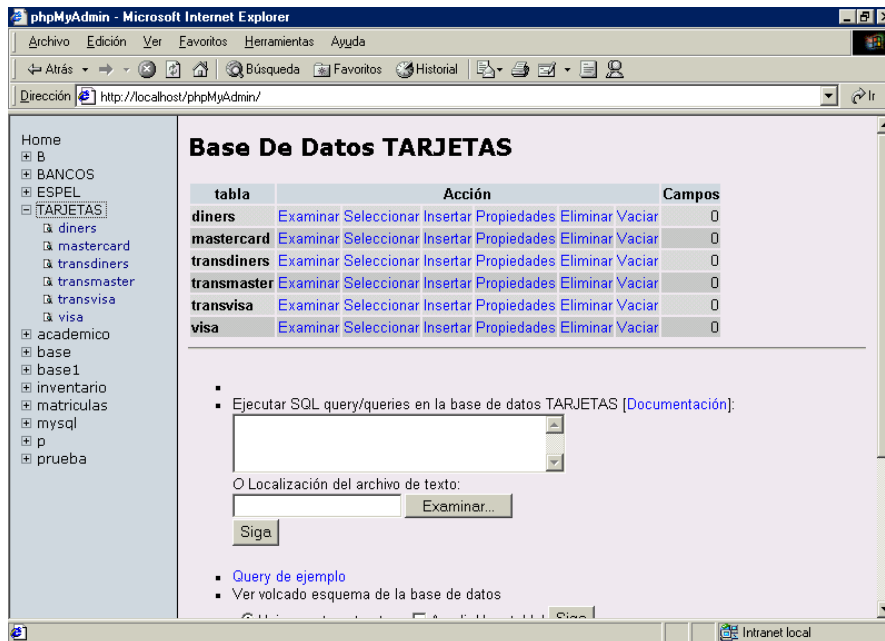 phpMyAdmin - Microsoft Internet Explorer
Archivo Edición Ver Favoritos Herramientas Ayuda
Atrás Búsqueda Favoritos Historial
Dirección http://localhost/phpMyAdmin/ Ir
Home
B
BANCOS
ESPEL
TARJETAS
diners
mastercard
transdiners
transmaster
transvisa
visa
academico
base
base1
inventario
matriculas
mysql
p
prueba
Base De Datos TARJETAS
tabla Acción Campos
diners Examinar Seleccionar Insertar Propiedades Eliminar Vaciar 0
mastercard Examinar Seleccionar Insertar Propiedades Eliminar Vaciar 0
transdiners Examinar Seleccionar Insertar Propiedades Eliminar Vaciar 0
transmaster Examinar Seleccionar Insertar Propiedades Eliminar Vaciar 0
transvisa Examinar Seleccionar Insertar Propiedades Eliminar Vaciar 0
visa Examinar Seleccionar Insertar Propiedades Eliminar Vaciar 0
Ejecutar SQL query/queries en la base de datos TARJETAS [Documentación]:
O Localización del archivo de texto:
Examinar...
Siga
Query de ejemplo
Ver volcado esquema de la base de datos
Siga
Intranet local